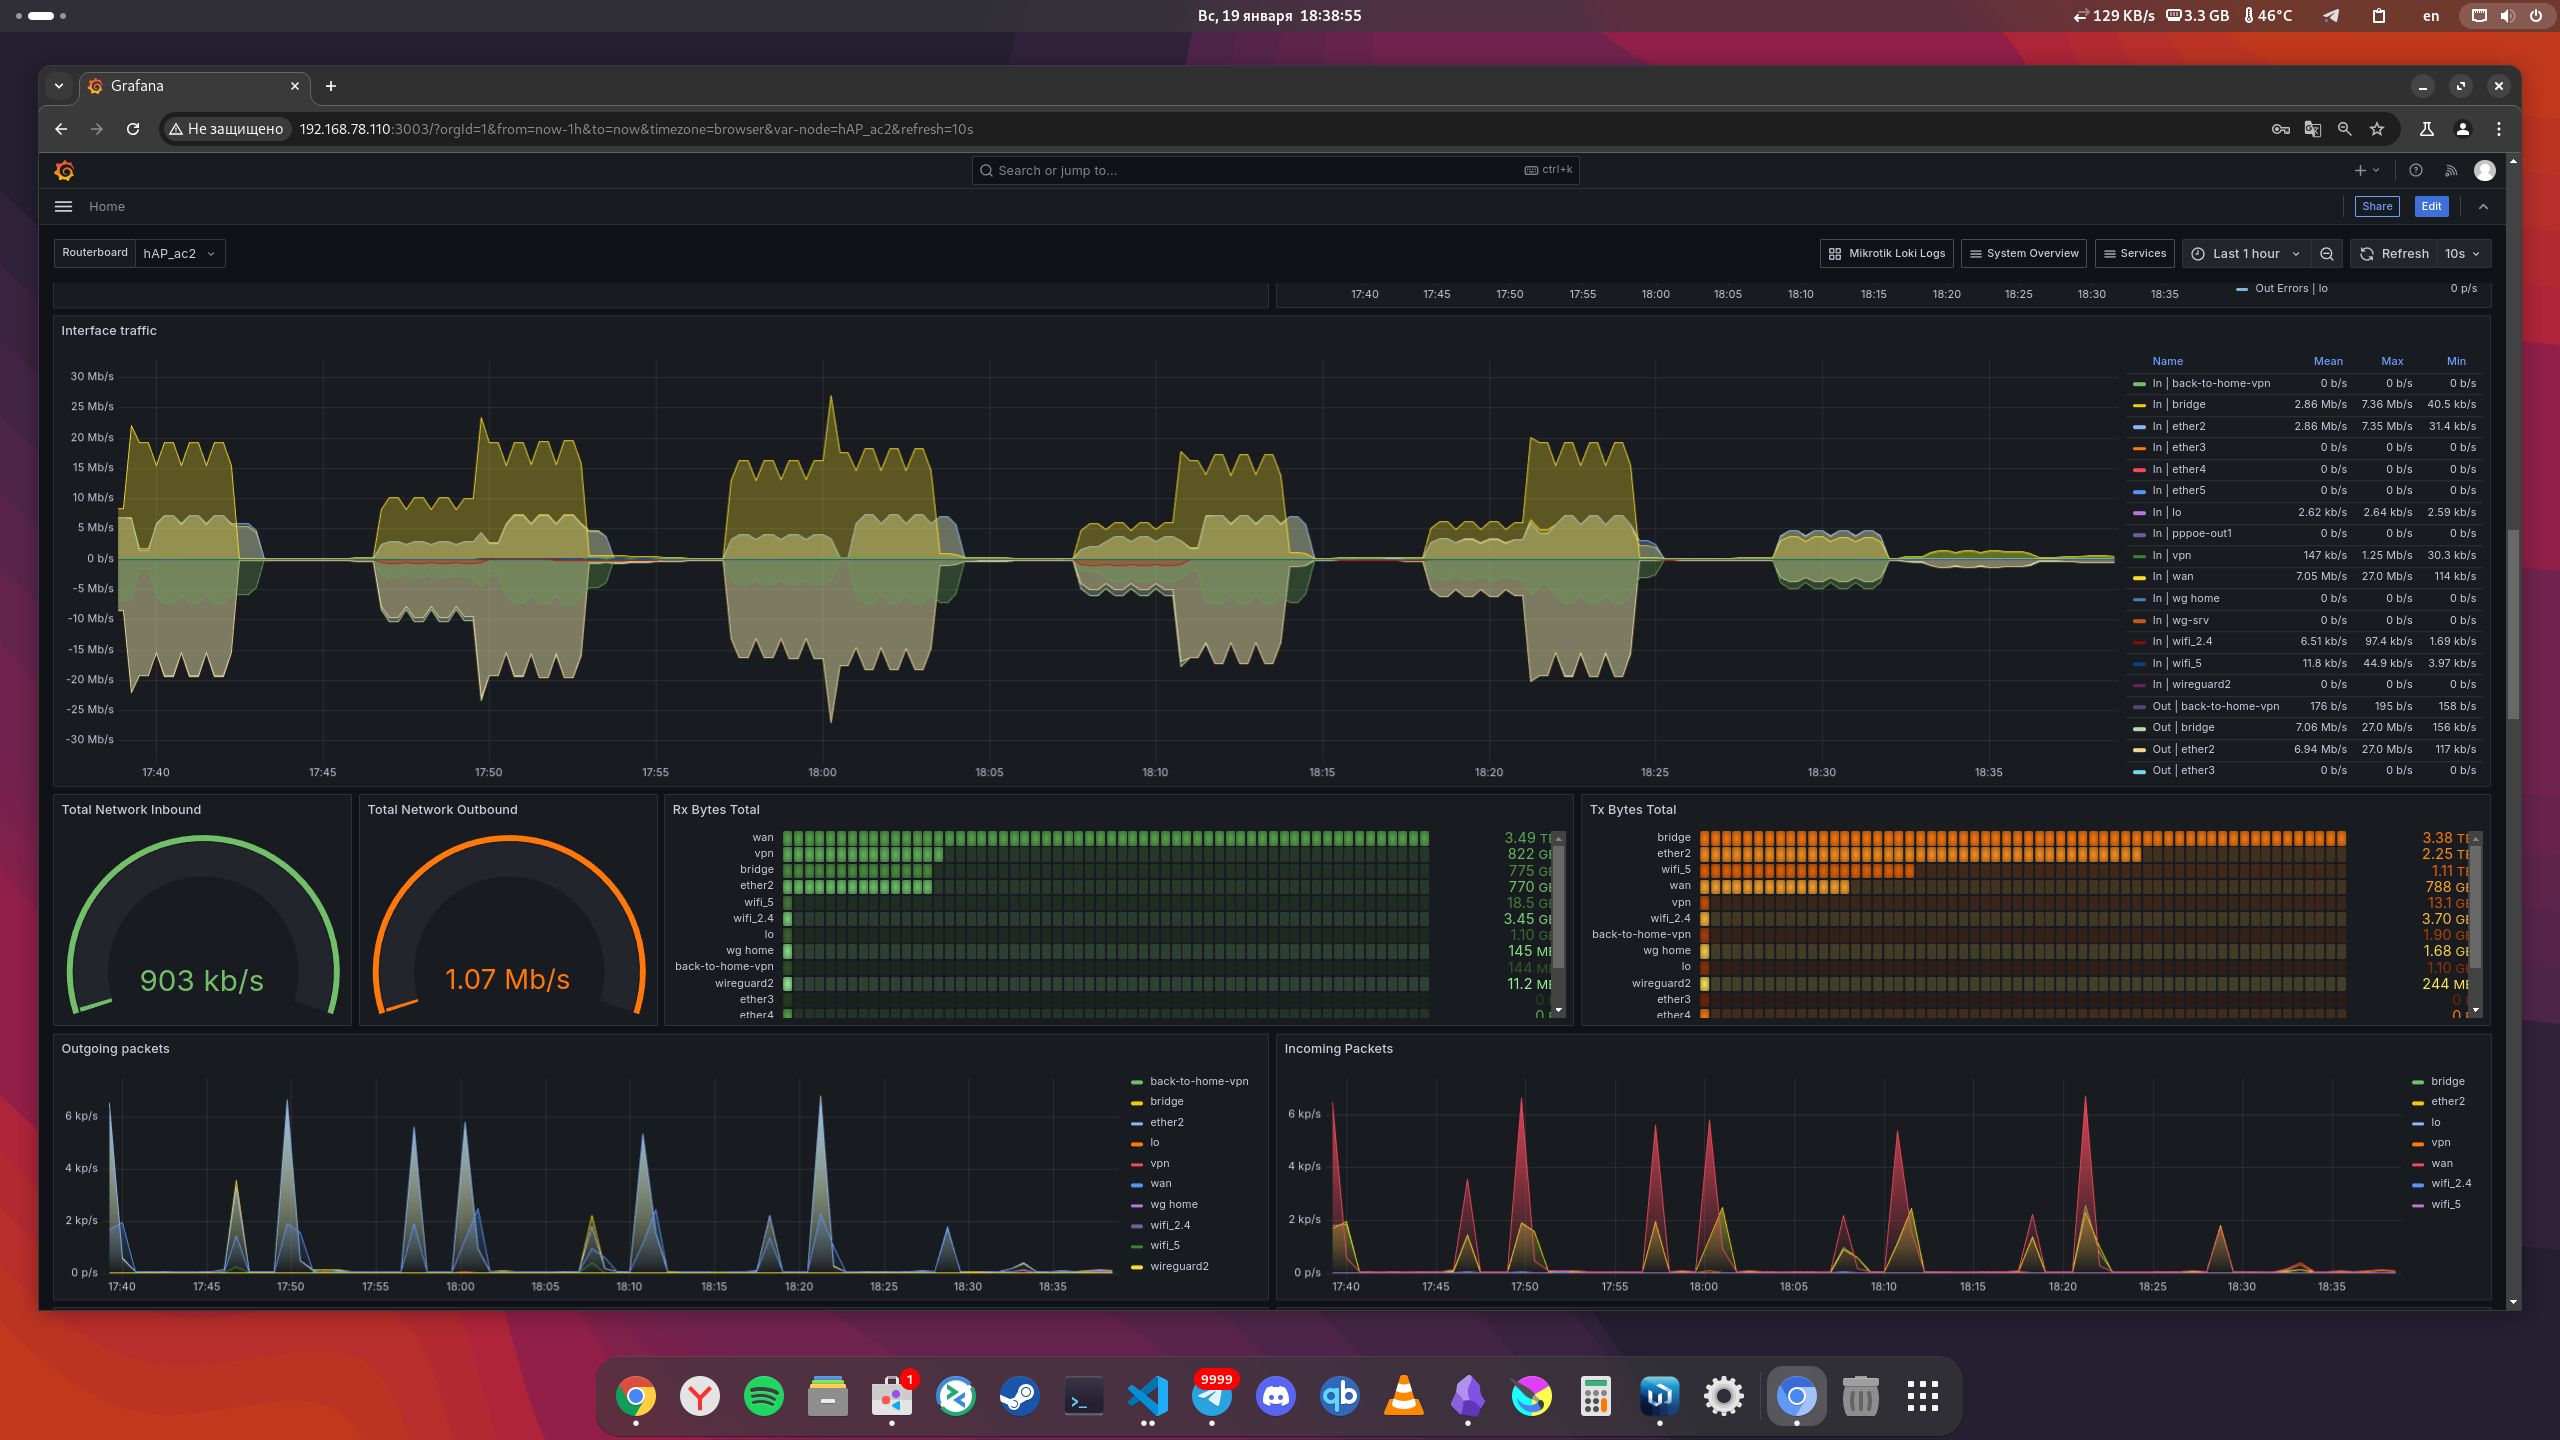 Вс, 19 января 18:38:55
129 KB/s 3.3 GB 46°C en
Grafana
Не защищено 192.168.78.110:3003/?orgId=1&from=now-1h&to=now&timezone=browser&var-node=hAP_ac2&refresh=10s
Search or jump to... ctrl+k
Home Share Edit
Routerboard hAP_ac2 Mikrotik Loki Logs System Overview Services Last 1 hour Refresh 10s
17:40 17:45 17:50 17:55 18:00 18:05 18:10 18:15 18:20 18:25 18:30 18:35 Out Errors | lo 0 p/s
Interface traffic
30 Mb/s
25 Mb/s
20 Mb/s
15 Mb/s
10 Mb/s
5 Mb/s
0 b/s
-5 Mb/s
-10 Mb/s
-15 Mb/s
-20 Mb/s
-25 Mb/s
-30 Mb/s
17:40 17:45 17:50 17:55 18:00 18:05 18:10 18:15 18:20 18:25 18:30 18:35
Name Mean Max Min
In | back-to-home-vpn 0 b/s 0 b/s 0 b/s
In | bridge 2.86 Mb/s 7.36 Mb/s 40.5 kb/s
In | ether2 2.86 Mb/s 7.35 Mb/s 31.4 kb/s
In | ether3 0 b/s 0 b/s 0 b/s
In | ether4 0 b/s 0 b/s 0 b/s
In | ether5 0 b/s 0 b/s 0 b/s
In | lo 2.62 kb/s 2.64 kb/s 2.59 kb/s
In | pppoe-out1 0 b/s 0 b/s 0 b/s
In | vpn 147 kb/s 1.25 Mb/s 30.3 kb/s
In | wan 7.05 Mb/s 27.0 Mb/s 114 kb/s
In | wg home 0 b/s 0 b/s 0 b/s
In | wg-srv 0 b/s 0 b/s 0 b/s
In | wifi_2.4 6.51 kb/s 97.4 kb/s 1.69 kb/s
In | wifi_5 11.8 kb/s 44.9 kb/s 3.97 kb/s
In | wireguard2 0 b/s 0 b/s 0 b/s
Out | back-to-home-vpn 176 b/s 195 b/s 158 b/s
Out | bridge 7.06 Mb/s 27.0 Mb/s 156 kb/s
Out | ether2 6.94 Mb/s 27.0 Mb/s 117 kb/s
Out | ether3 0 b/s 0 b/s 0 b/s
Total Network Inbound
903 kb/s
Total Network Outbound
1.07 Mb/s
Rx Bytes Total
wan 3.49
vpn 822
bridge 775
ether2 770
wifi_5 18.5
wifi_2.4 3.45
lo 1.10
wg home 145
back-to-home-vpn 144
wireguard2 11.2
ether3 0
ether4 0
Tx Bytes Total
bridge 3.38
ether2 2.25
wifi_5 1.11
wan 788
vpn 13.1
wifi_2.4 3.70
back-to-home-vpn 1.90
wg home 1.68
lo 1.10
wireguard2 244
ether3 0
ether4 0
Outgoing packets
6 kp/s
4 kp/s
2 kp/s
0 p/s
17:40 17:45 17:50 17:55 18:00 18:05 18:10 18:15 18:20 18:25 18:30 18:35
back-to-home-vpn
bridge
ether2
lo
vpn
wan
wg home
wifi_2.4
wifi_5
wireguard2
Incoming Packets
6 kp/s
4 kp/s
2 kp/s
0 p/s
17:40 17:45 17:50 17:55 18:00 18:05 18:10 18:15 18:20 18:25 18:30 18:35
bridge
ether2
lo
vpn
wan
wifi_2.4
wifi_5
1
9999
qb